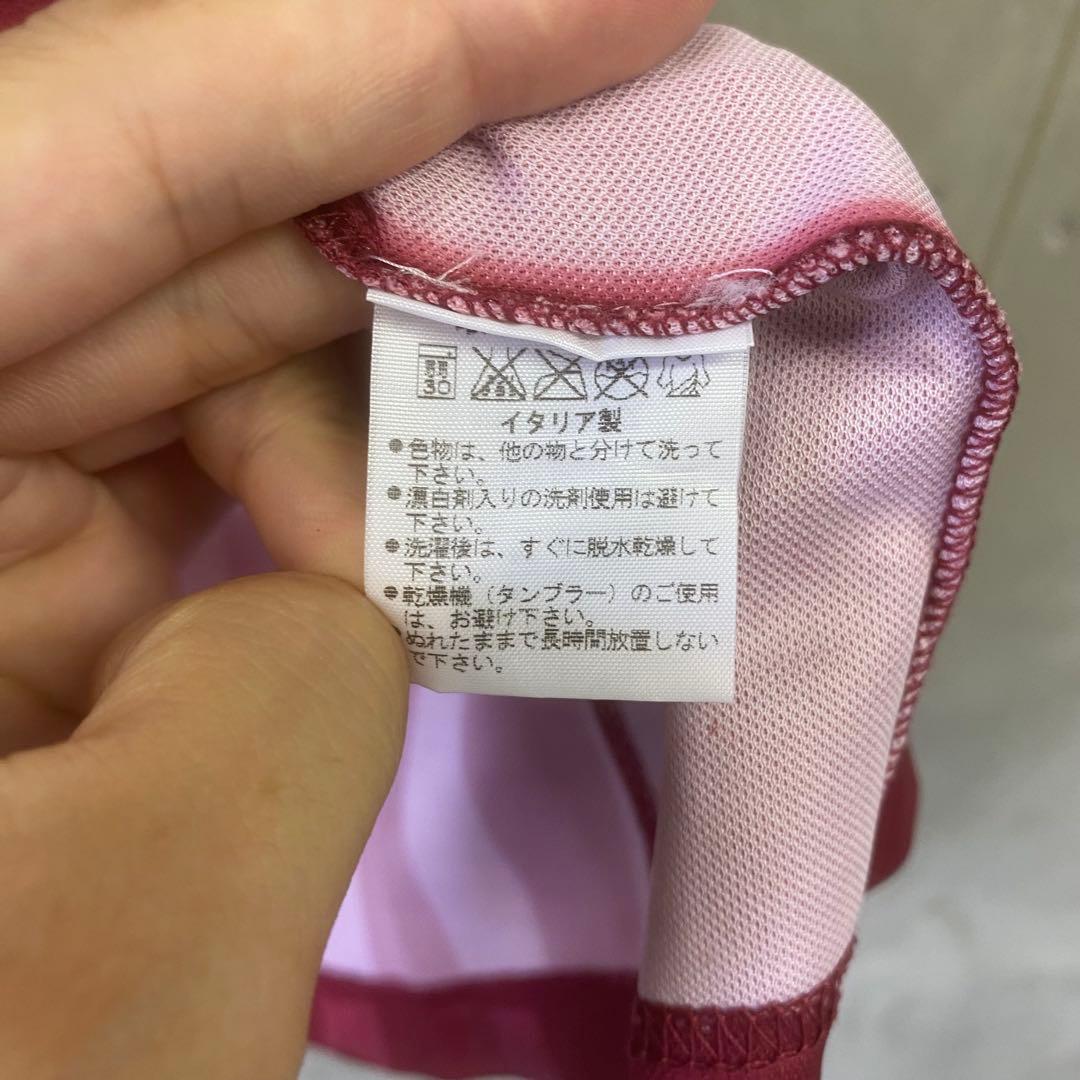 30
イタリア製
●色物は、他の物と分けて洗って
下さい。
●漂白剤入りの洗剤使用は避けて
下さい。
●洗濯後は、すぐに脱水乾燥して
下さい。
●乾燥機（タンブラー）のご使用
は、お避け下さい。
●ぬれたままで長時間放置しない
で下さい。